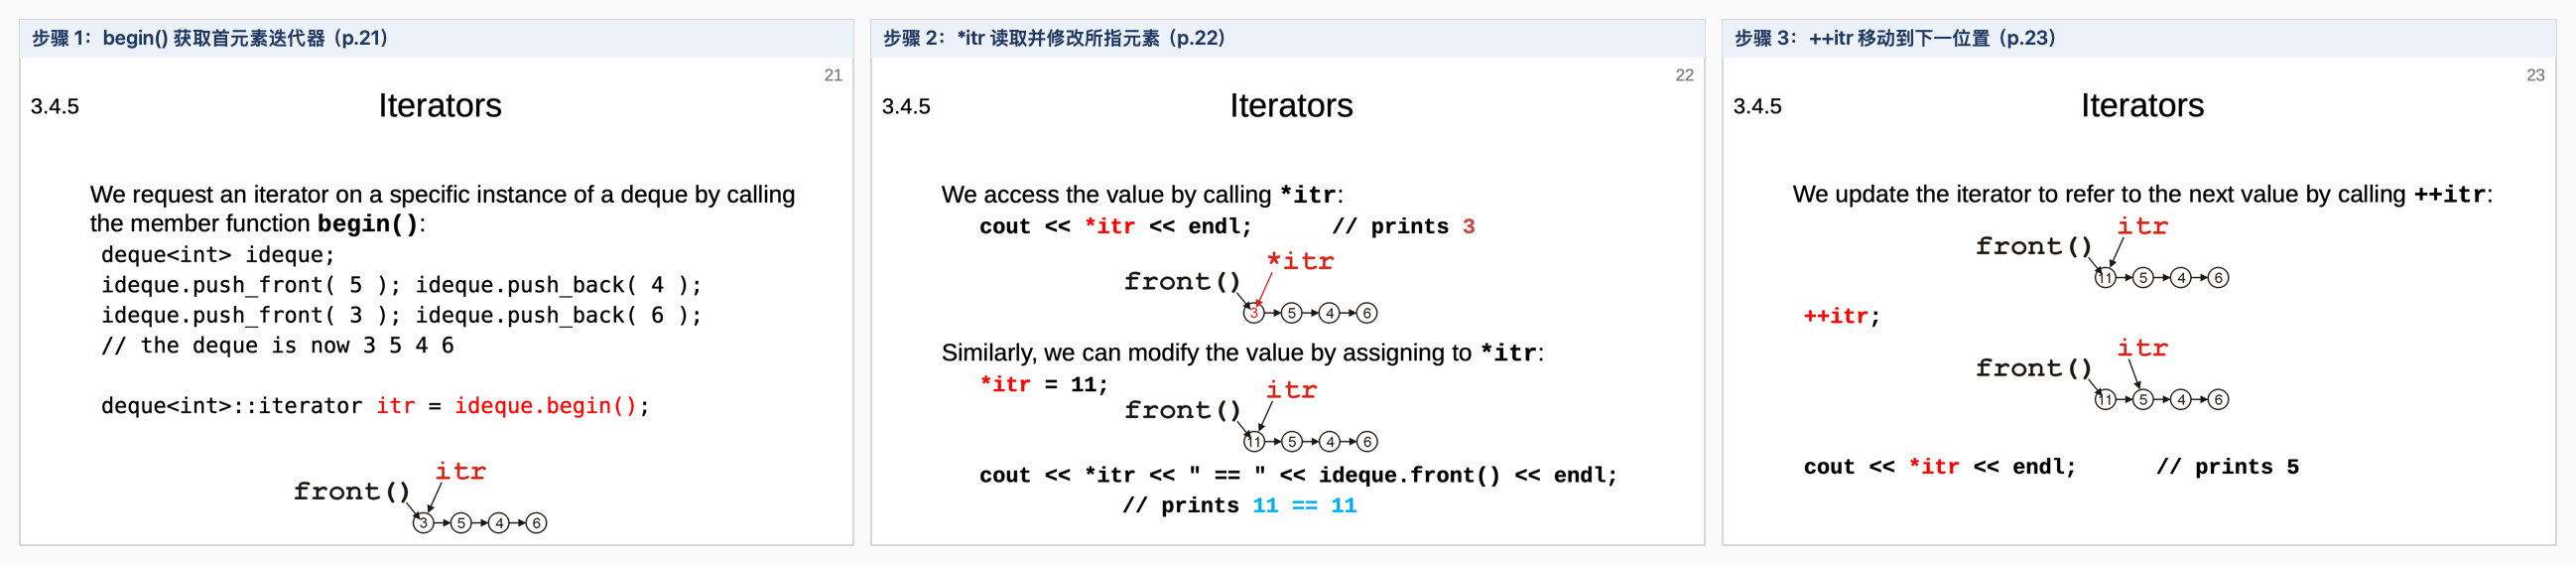 步骤 1：begin() 获取首元素迭代器（p.21）
21
3.4.5
Iterators
We request an iterator on a specific instance of a deque by calling
the member function begin():
deque<int> ideque;
ideque.push_front( 5 ); ideque.push_back( 4 );
ideque.push_front( 3 ); ideque.push_back( 6 );
// the deque is now 3 5 4 6
deque<int>::iterator itr = ideque.begin();
itr
front()
3 5 4 6
步骤 2：*itr 读取并修改所指元素（p.22）
22
3.4.5
Iterators
We access the value by calling *itr:
cout << *itr << endl; // prints 3
*itr
front()
3 5 4 6
Similarly, we can modify the value by assigning to *itr:
*itr = 11;
itr
front()
11 5 4 6
cout << *itr << " == " << ideque.front() << endl;
// prints 11 == 11
步骤 3：++itr 移动到下一位置（p.23）
23
3.4.5
Iterators
We update the iterator to refer to the next value by calling ++itr:
itr
front()
11 5 4 6
++itr;
itr
front()
11 5 4 6
cout << *itr << endl; // prints 5